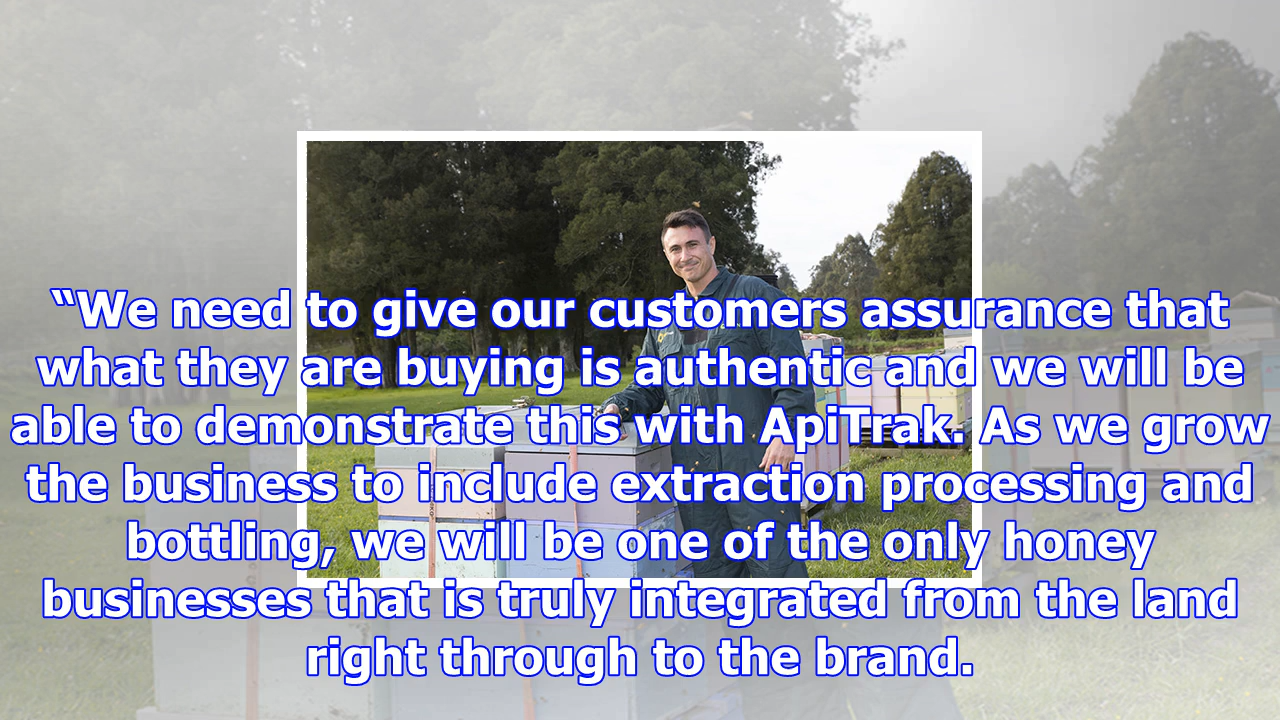 “We need to give our customers assurance that
what they are buying is authentic and we will be
able to demonstrate this with ApiTrak. As we grow
the business to include extraction processing and
bottling, we will be one of the only honey
businesses that is truly integrated from the land
right through to the brand.